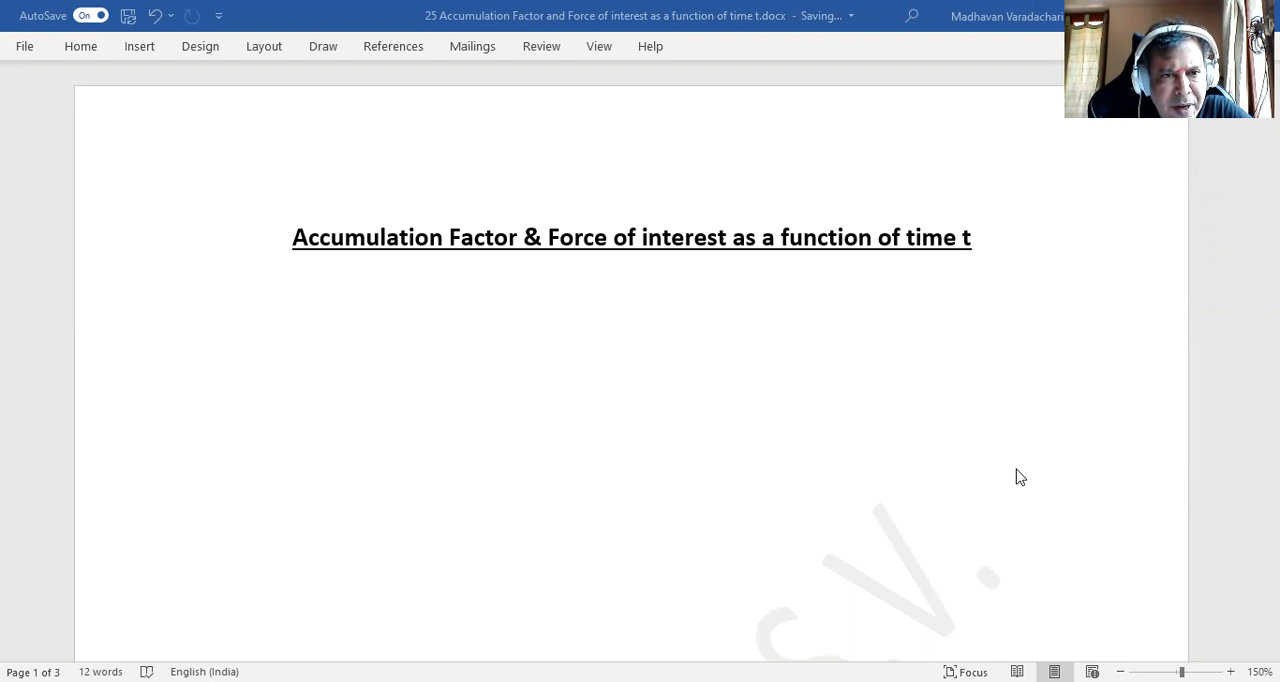 AutoSave On 25 Accumulation Factor and Force of interest as a function of time t.docx - Saving... Madhavan Varadachari
File Home Insert Design Layout Draw References Mailings Review View Help
Accumulation Factor & Force of interest as a function of time t
S.V.
Page 1 of 3 12 words English (India) Focus 150%